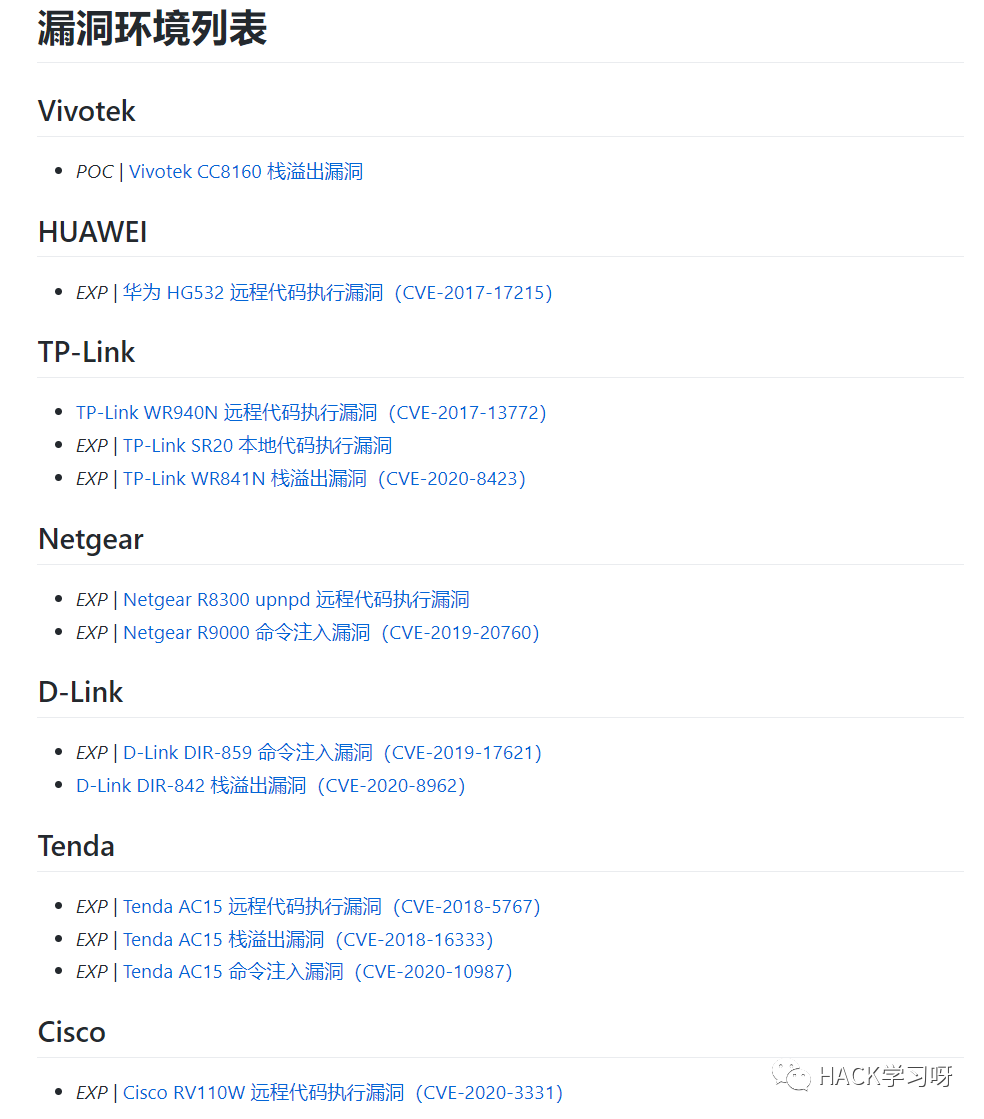 漏洞环境列表
Vivotek
• POC | Vivotek CC8160 栈溢出漏洞
HUAWEI
• EXP | 华为 HG532 远程代码执行漏洞（CVE-2017-17215）
TP-Link
• TP-Link WR940N 远程代码执行漏洞（CVE-2017-13772）
• EXP | TP-Link SR20 本地代码执行漏洞
• EXP | TP-Link WR841N 栈溢出漏洞（CVE-2020-8423）
Netgear
• EXP | Netgear R8300 upnpd 远程代码执行漏洞
• EXP | Netgear R9000 命令注入漏洞（CVE-2019-20760）
D-Link
• EXP | D-Link DIR-859 命令注入漏洞（CVE-2019-17621）
• D-Link DIR-842 栈溢出漏洞（CVE-2020-8962）
Tenda
• EXP | Tenda AC15 远程代码执行漏洞（CVE-2018-5767）
• EXP | Tenda AC15 栈溢出漏洞（CVE-2018-16333）
• EXP | Tenda AC15 命令注入漏洞（CVE-2020-10987）
Cisco
• EXP | Cisco RV110W 远程代码执行漏洞（CVE-2020-3331）
HACK学习呀